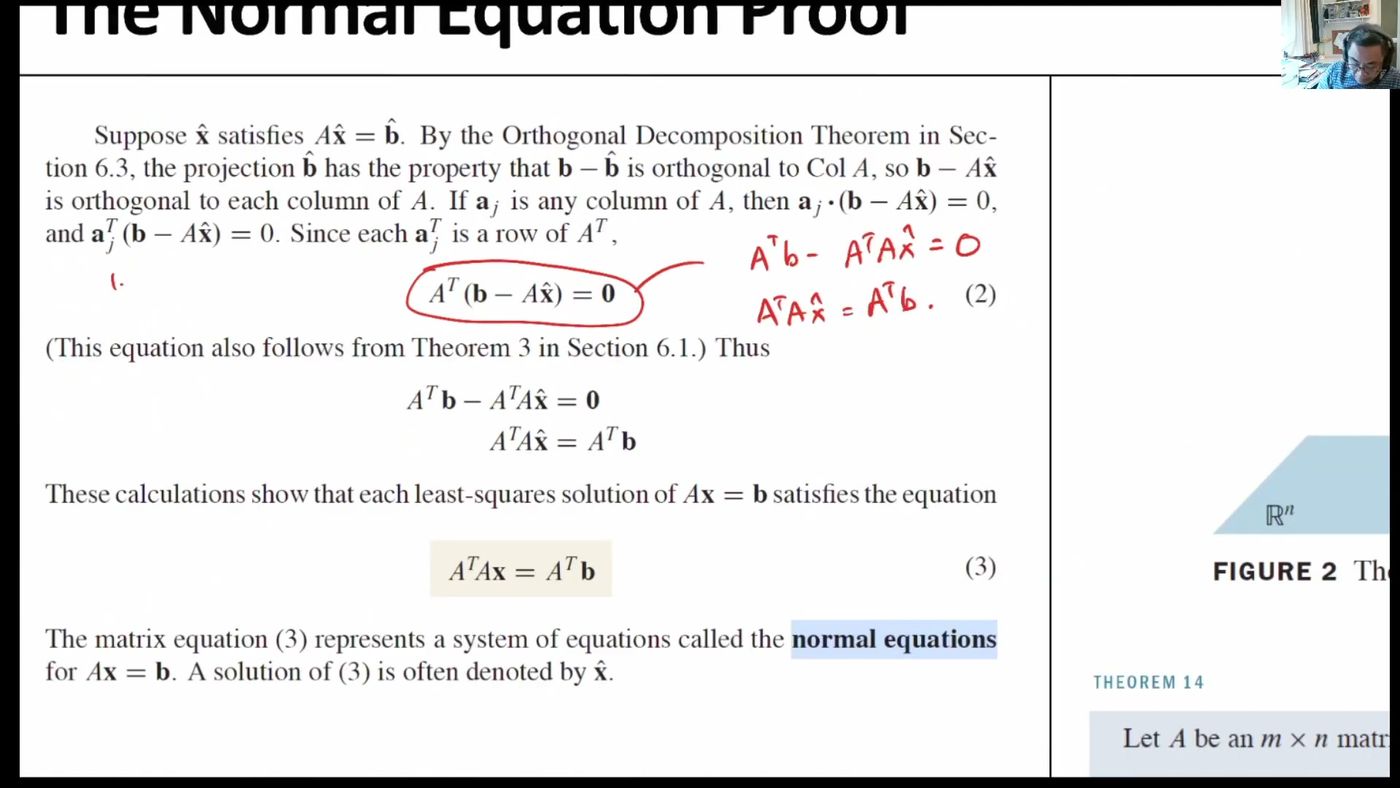 The Normal Equation Proof
Suppose x̂ satisfies Ax̂ = b̂. By the Orthogonal Decomposition Theorem in Sec-
tion 6.3, the projection b̂ has the property that b − b̂ is orthogonal to Col A, so b − Ax̂
is orthogonal to each column of A. If aⱼ is any column of A, then aⱼ · (b − Ax̂) = 0,
and aⱼᵀ(b − Ax̂) = 0. Since each aⱼᵀ is a row of Aᵀ,
Aᵀb − AᵀAx̂ = 0
1.
Aᵀ(b − Ax̂) = 0 (2)
AᵀAx̂ = Aᵀb.
(This equation also follows from Theorem 3 in Section 6.1.) Thus
Aᵀb − AᵀAx̂ = 0
AᵀAx̂ = Aᵀb
These calculations show that each least-squares solution of Ax = b satisfies the equation
AᵀAx = Aᵀb (3)
The matrix equation (3) represents a system of equations called the normal equations
for Ax = b. A solution of (3) is often denoted by x̂.
ℝⁿ
FIGURE 2
THEOREM 14
Let A be an m × n